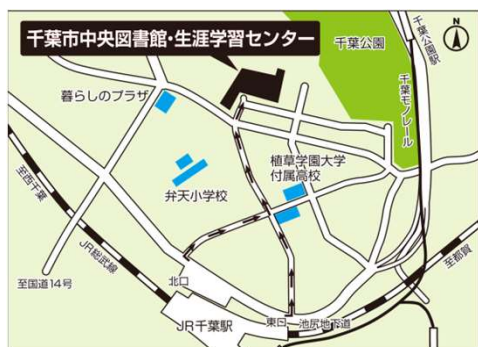 千葉市中央図書館・生涯学習センター
N
千葉公園
千葉公園駅
千葉モノレール
暮らしのプラザ
植草学園大学
付属高校
弁天小学校
至西千葉
JR総武線
至国道14号
北口
JR千葉駅
東口
池尻地下道
至都賀